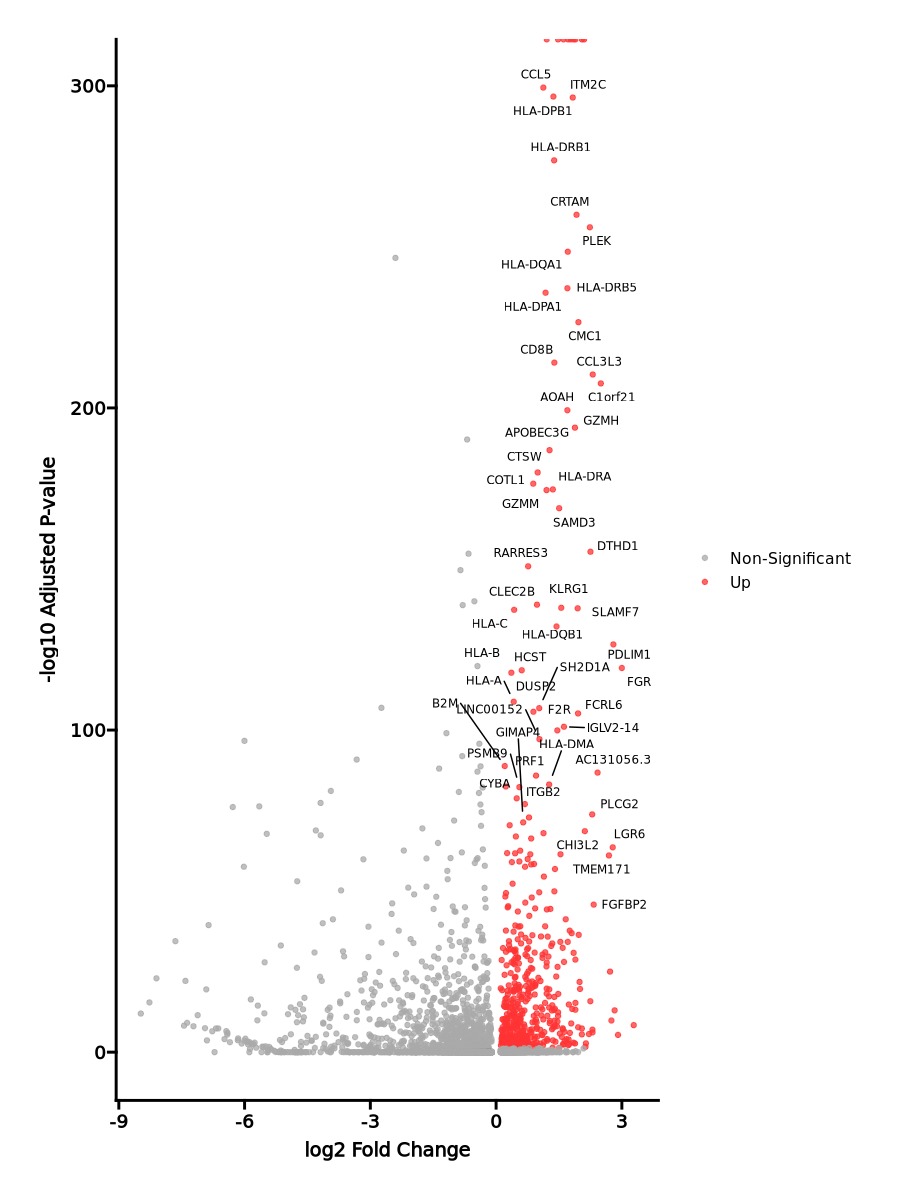 CCL5
ITM2C
300
HLA-DPB1
HLA-DRB1
CRTAM
PLEK
HLA-DQA1
HLA-DRB5
HLA-DPA1
CMC1
CD8B
CCL3L3
AOAH C1orf21
200
GZMH
APOBEC3G
CTSW
COTL1 HLA-DRA
GZMM
SAMD3
DTHD1
RARRES3
Non-Significant
Up
CLEC2B KLRG1
SLAMF7
HLA-C
HLA-DQB1
HLA-B HCST PDLIM1
SH2D1A
HLA-A DUSP2 FGR
B2M LINC00152 F2R FCRL6
100
GIMAP4 IGLV2-14
HLA-DMA
PSMB9 PRF1 AC131056.3
CYBA ITGB2
PLCG2
CHI3L2 LGR6
TMEM171
FGFBP2
0
-9 -6 -3 0 3
log2 Fold Change
-log10 Adjusted P-value